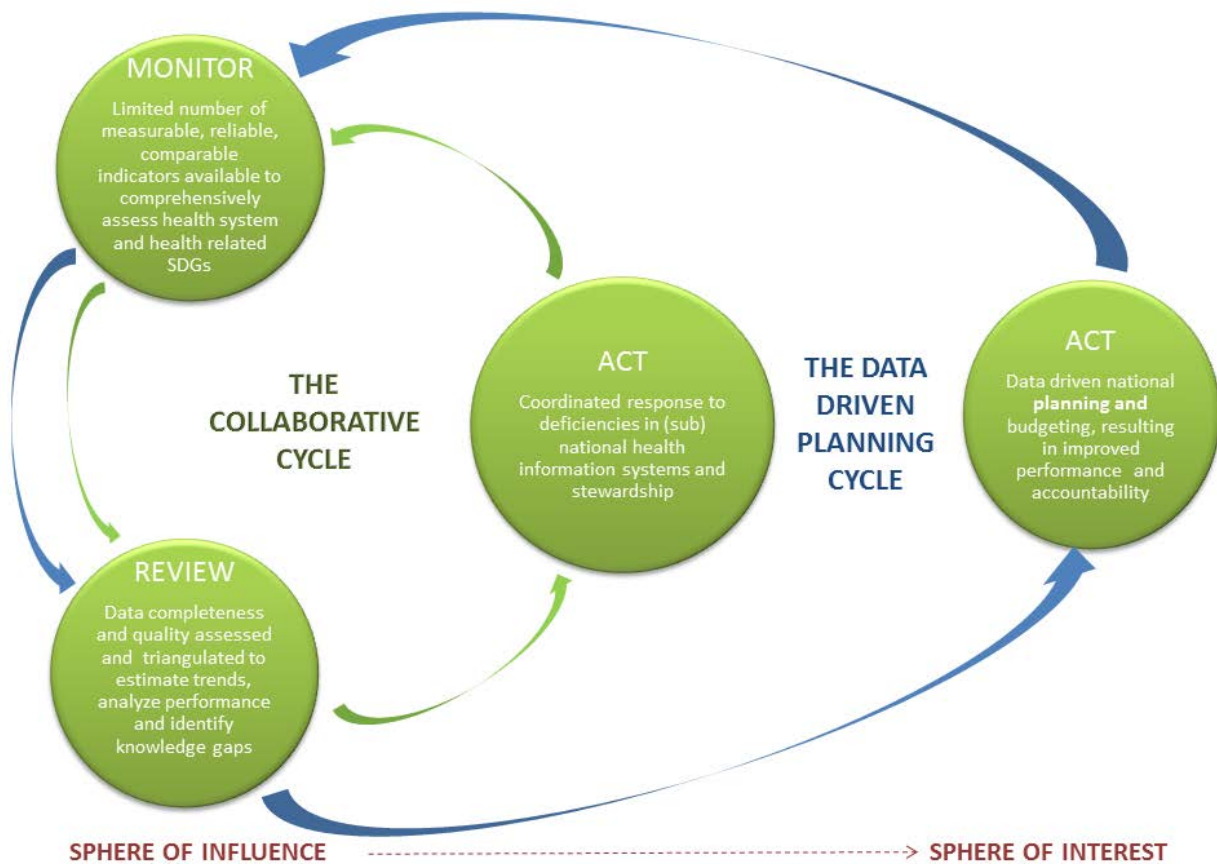 MONITOR
Limited number of
measurable, reliable,
comparable
indicators available to
comprehensively
assess health system
and health related
SDGs
THE
COLLABORATIVE
CYCLE
ACT
Coordinated response to
deficiencies in (sub)
national health
information systems and
stewardship
THE DATA
DRIVEN
PLANNING
CYCLE
ACT
Data driven national
planning and
budgeting, resulting
in improved
performance and
accountability
REVIEW
Data completeness
and quality assessed
and triangulated to
estimate trends,
analyze performance
and identify
knowledge gaps
SPHERE OF INFLUENCE
SPHERE OF INTEREST